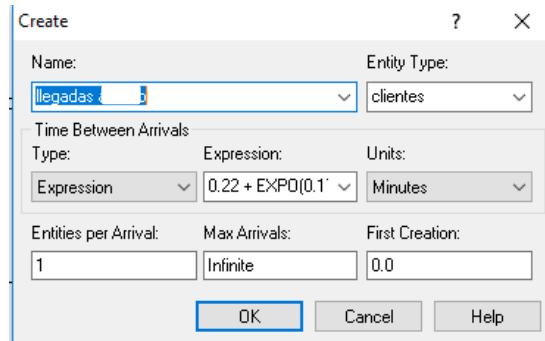 Create ?
Name: Entity Type:
llegadas clientes
Time Between Arrivals
Type: Expression: Units:
Expression 0.22 + EXPO(0.1 Minutes
Entities per Arrival: Max Arrivals: First Creation:
1 Infinite 0.0
OK Cancel Help